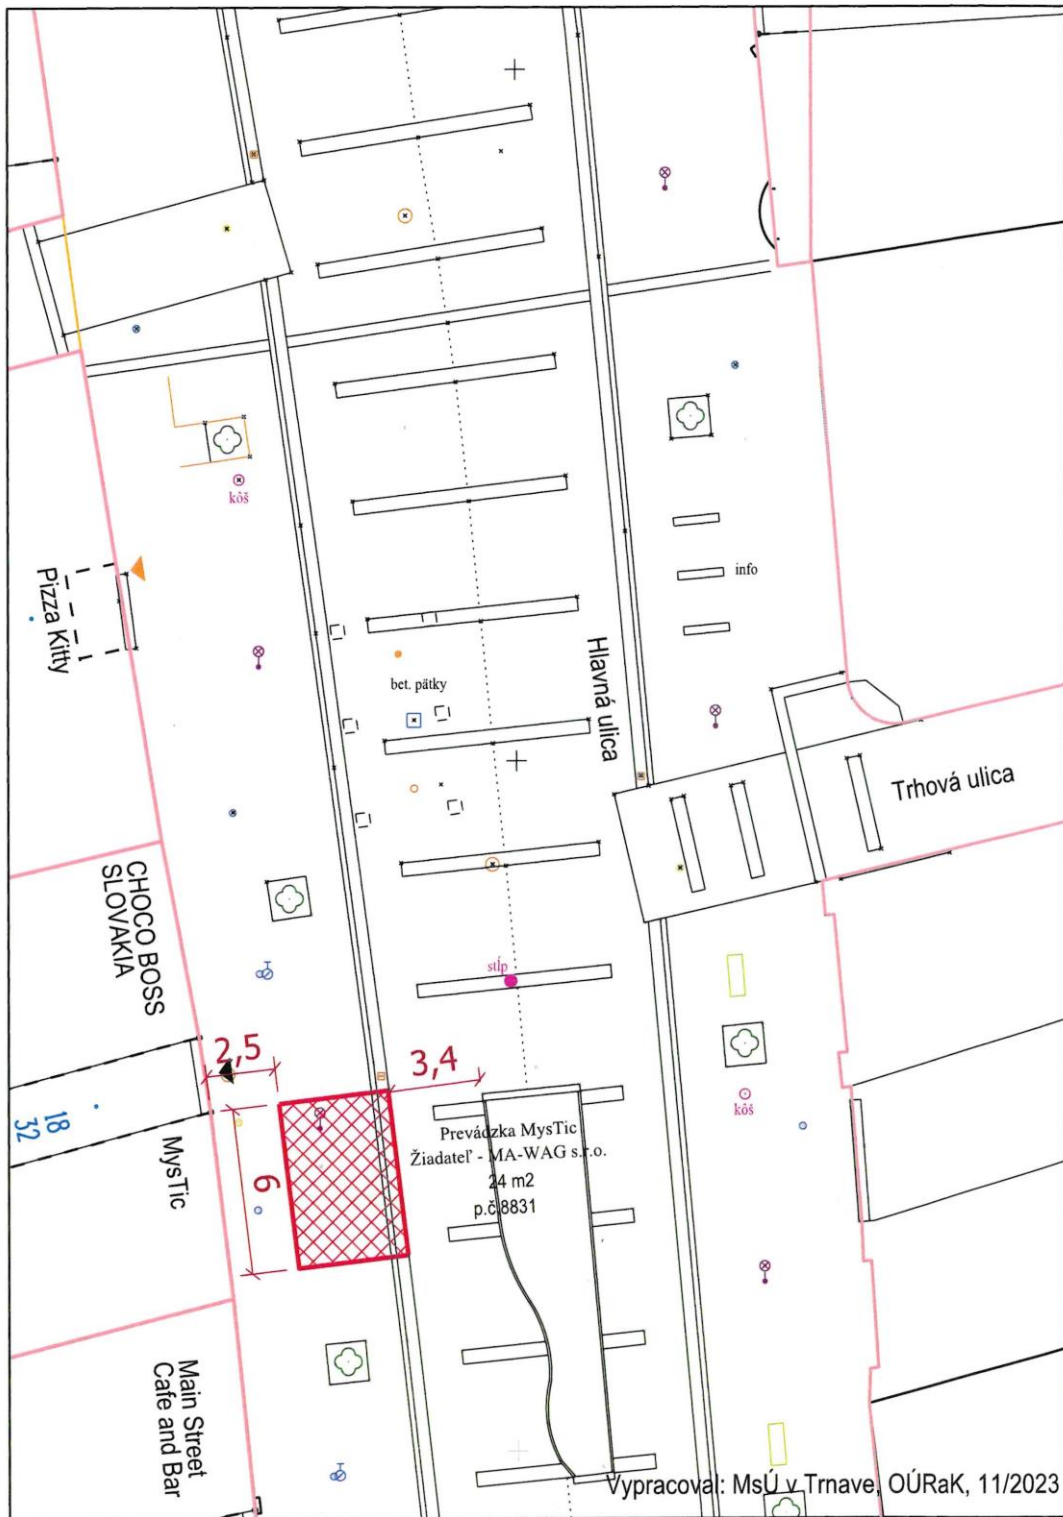 kôš
Pizza Kitty
info
Hlavná ulica
bet. pätky
Trhová ulica
CHOCO BOSS
SLOVAKIA
stĺp
2,5
3,4
kôš
18
32
MysTic
6
Prevádzka MysTic
Žiadateľ - MA-WAG s.r.o.
24 m2
p.č.8831
Main Street
Cafe and Bar
Vypracoval: MsÚ v Trnave, OÚRaK, 11/2023